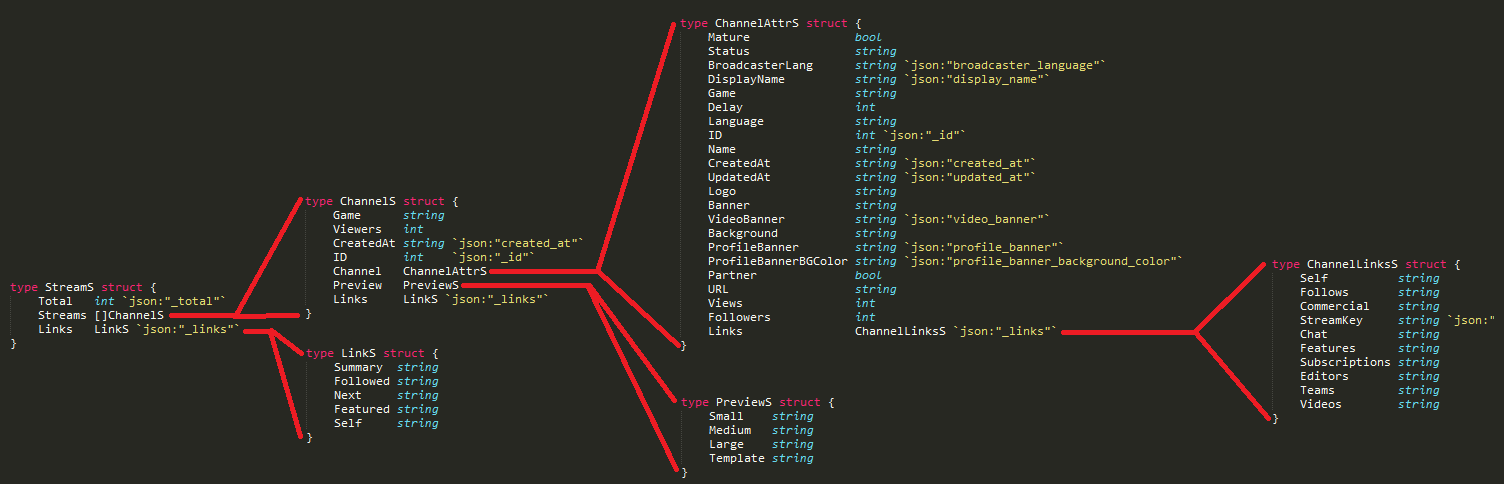 type StreamS struct {
Total int `json:"_total"`
Streams []ChannelS
Links LinkS `json:"_links"`
}
type ChannelS struct {
Game string
Viewers int
CreatedAt string `json:"created_at"`
ID int `json:"_id"`
Channel ChannelAttrS
Preview PreviewS
Links LinkS `json:"_links"`
}
type LinkS struct {
Summary string
Followed string
Next string
Featured string
Self string
}
type ChannelAttrS struct {
Mature bool
Status string
BroadcasterLang string `json:"broadcaster_language"`
DisplayName string `json:"display_name"`
Game string
Delay int
Language string
ID int `json:"_id"`
Name string
CreatedAt string `json:"created_at"`
UpdatedAt string `json:"updated_at"`
Logo string
Banner string
VideoBanner string `json:"video_banner"`
Background string
ProfileBanner string `json:"profile_banner"`
ProfileBannerBGColor string `json:"profile_banner_background_color"`
Partner bool
URL string
Views int
Followers int
Links ChannelLinksS `json:"_links"`
}
type PreviewS struct {
Small string
Medium string
Large string
Template string
}
type ChannelLinksS struct {
Self string
Follows string
Commercial string
StreamKey string `json:"
Chat string
Features string
Subscriptions string
Editors string
Teams string
Videos string
}